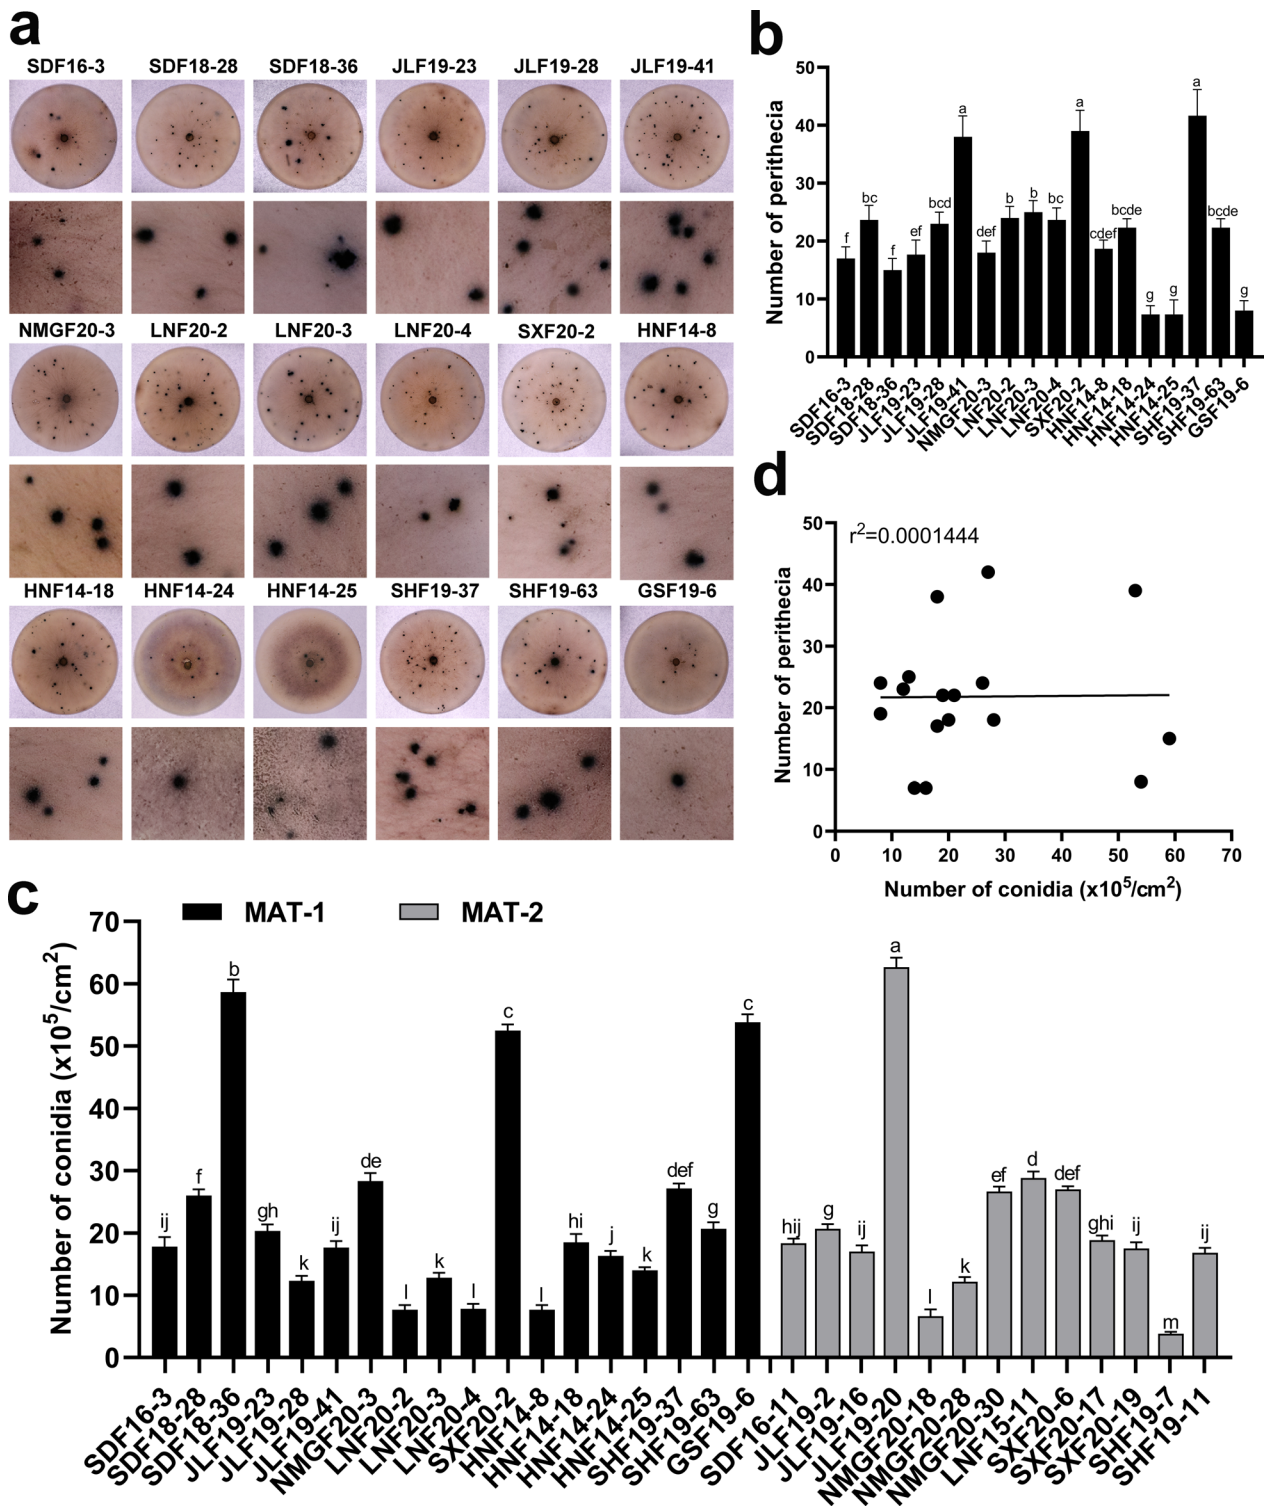 a
SDF16-3 SDF18-28 SDF18-36 JLF19-23 JLF19-28 JLF19-41
NMGF20-3 LNF20-2 LNF20-3 LNF20-4 SXF20-2 HNF14-8
HNF14-18 HNF14-24 HNF14-25 SHF19-37 SHF19-63 GSF19-6
b
Number of perithecia
50
40
30
20
10
0
f bc f ef bcd a def b b bc a cdef bcde g g a bcde g
SDF16-3 SDF18-28 SDF18-36 JLF19-23 JLF19-28 JLF19-41 NMGF20-3 LNF20-2 LNF20-3 LNF20-4 SXF20-2 HNF14-8 HNF14-18 HNF14-24 HNF14-25 SHF19-37 SHF19-63 GSF19-6
d
r²=0.0001444
Number of perithecia
50
40
30
20
10
0
0 10 20 30 40 50 60 70
Number of conidia (x10⁵/cm²)
c
MAT-1 MAT-2
Number of conidia (x10⁵/cm²)
70
60
50
40
30
20
10
0
ij f b gh k ij de l k l c l hi j k def g c hij g ij a l k ef d def ghi ij m ij
SDF16-3 SDF18-28 SDF18-36 JLF19-23 JLF19-28 JLF19-41 NMGF20-3 LNF20-2 LNF20-3 LNF20-4 SXF20-2 HNF14-8 HNF14-18 HNF14-24 HNF14-25 SHF19-37 SHF19-63 GSF19-6 SDF16-11 JLF19-2 JLF19-16 JLF19-20 NMGF20-18 NMGF20-28 NMGF20-30 LNF15-11 SXF20-6 SXF20-17 SXF20-19 SHF19-7 SHF19-11